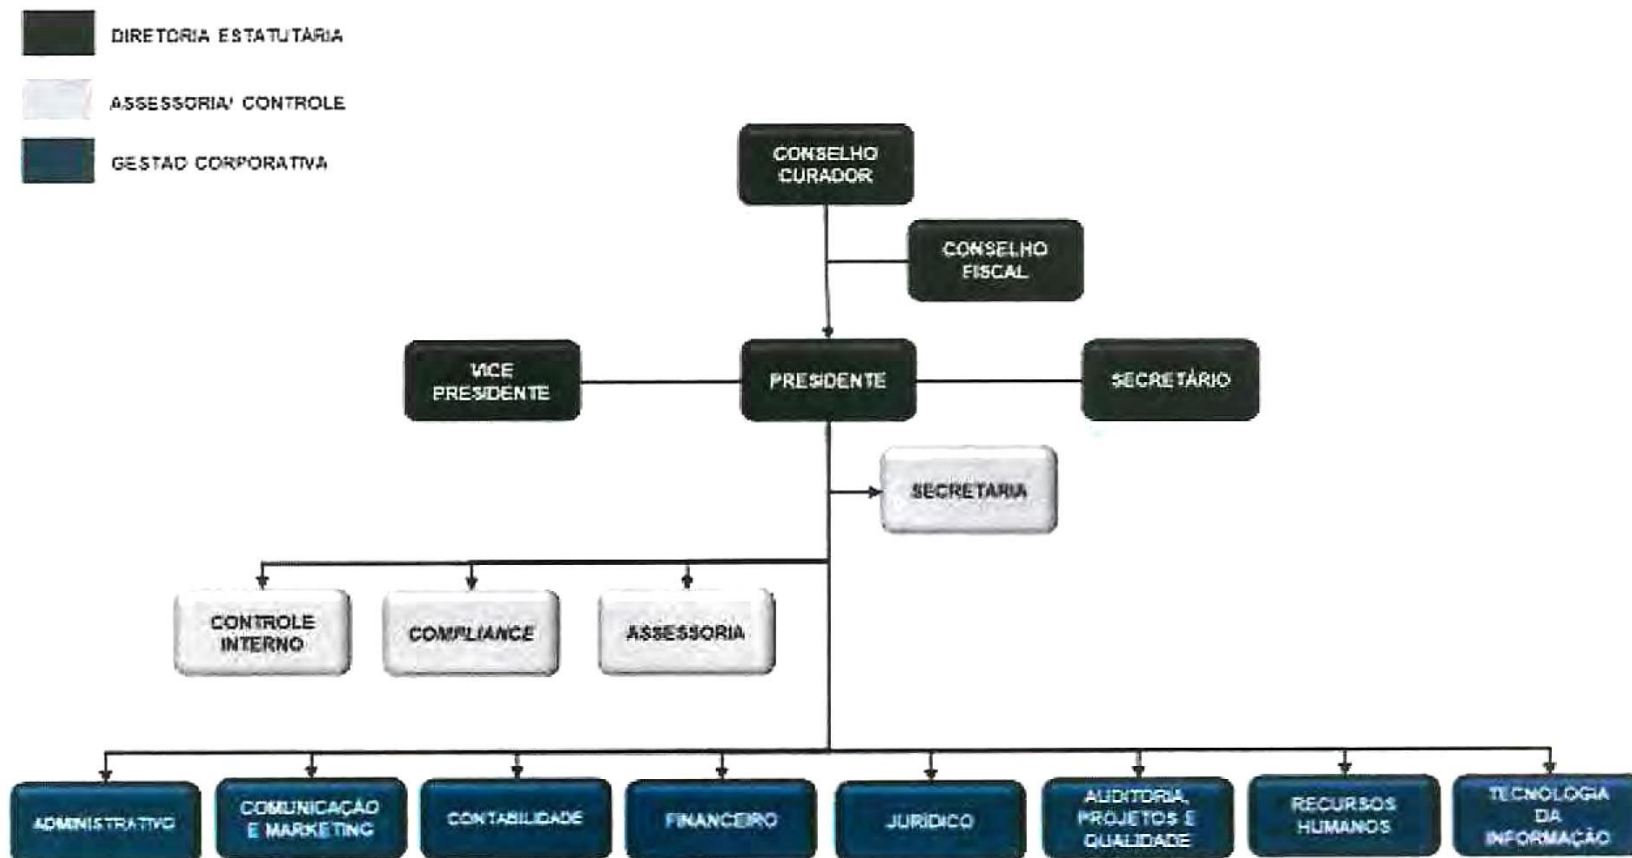 DIRETORIA ESTATUTÁRIA
ASSESSORIA/ CONTROLE
GESTÃO CORPORATIVA
CONSELHO
CURADOR
CONSELHO
FISCAL
VICE
PRESIDENTE
PRESIDENTE
SECRETÁRIO
SECRETARIA
CONTROLE
INTERNO
COMPLIANCE
ASSESSORIA
ADMINISTRATIVO
COMUNICAÇÃO
E MARKETING
CONTABILIDADE
FINANCEIRO
JURÍDICO
AUDITORIA,
PROJETOS E
QUALIDADE
RECURSOS
HUMANOS
TECNOLOGIA
DA
INFORMAÇÃO